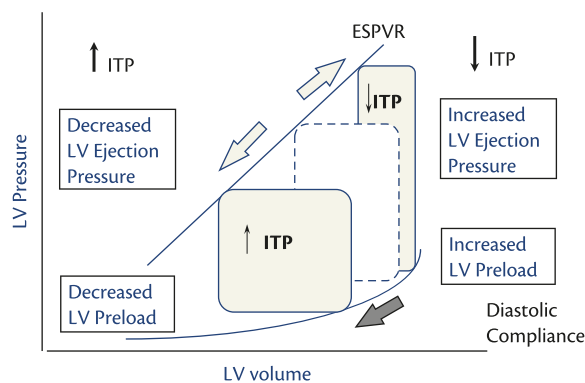 ESPVR
↑ ITP
↓ ITP
Decreased
LV Ejection
Pressure
↓ITP
Increased
LV Ejection
Pressure
LV Pressure
↑ ITP
Increased
LV Preload
Decreased
LV Preload
Diastolic
Compliance
LV volume